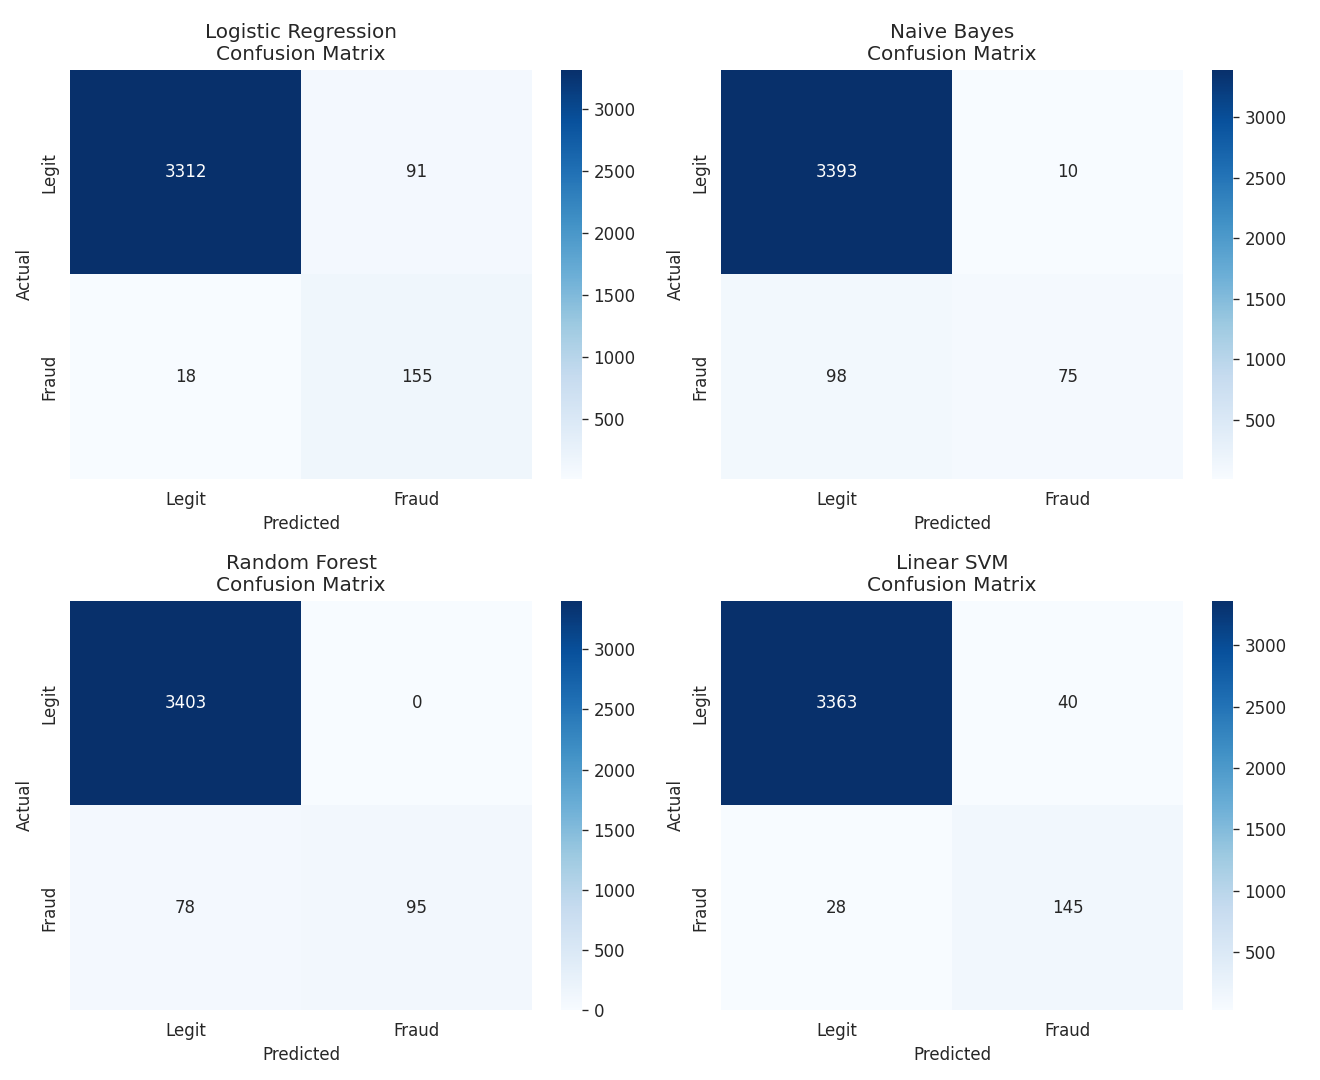 Logistic Regression
Confusion Matrix
3312 91
18 155
Legit
Fraud
Actual
Legit Fraud
Predicted
3000
2500
2000
1500
1000
500
Naive Bayes
Confusion Matrix
3393 10
98 75
Legit
Fraud
Actual
Legit Fraud
Predicted
3000
2500
2000
1500
1000
500
Random Forest
Confusion Matrix
3403 0
78 95
Legit
Fraud
Actual
Legit Fraud
Predicted
3000
2500
2000
1500
1000
500
0
Linear SVM
Confusion Matrix
3363 40
28 145
Legit
Fraud
Actual
Legit Fraud
Predicted
3000
2500
2000
1500
1000
500